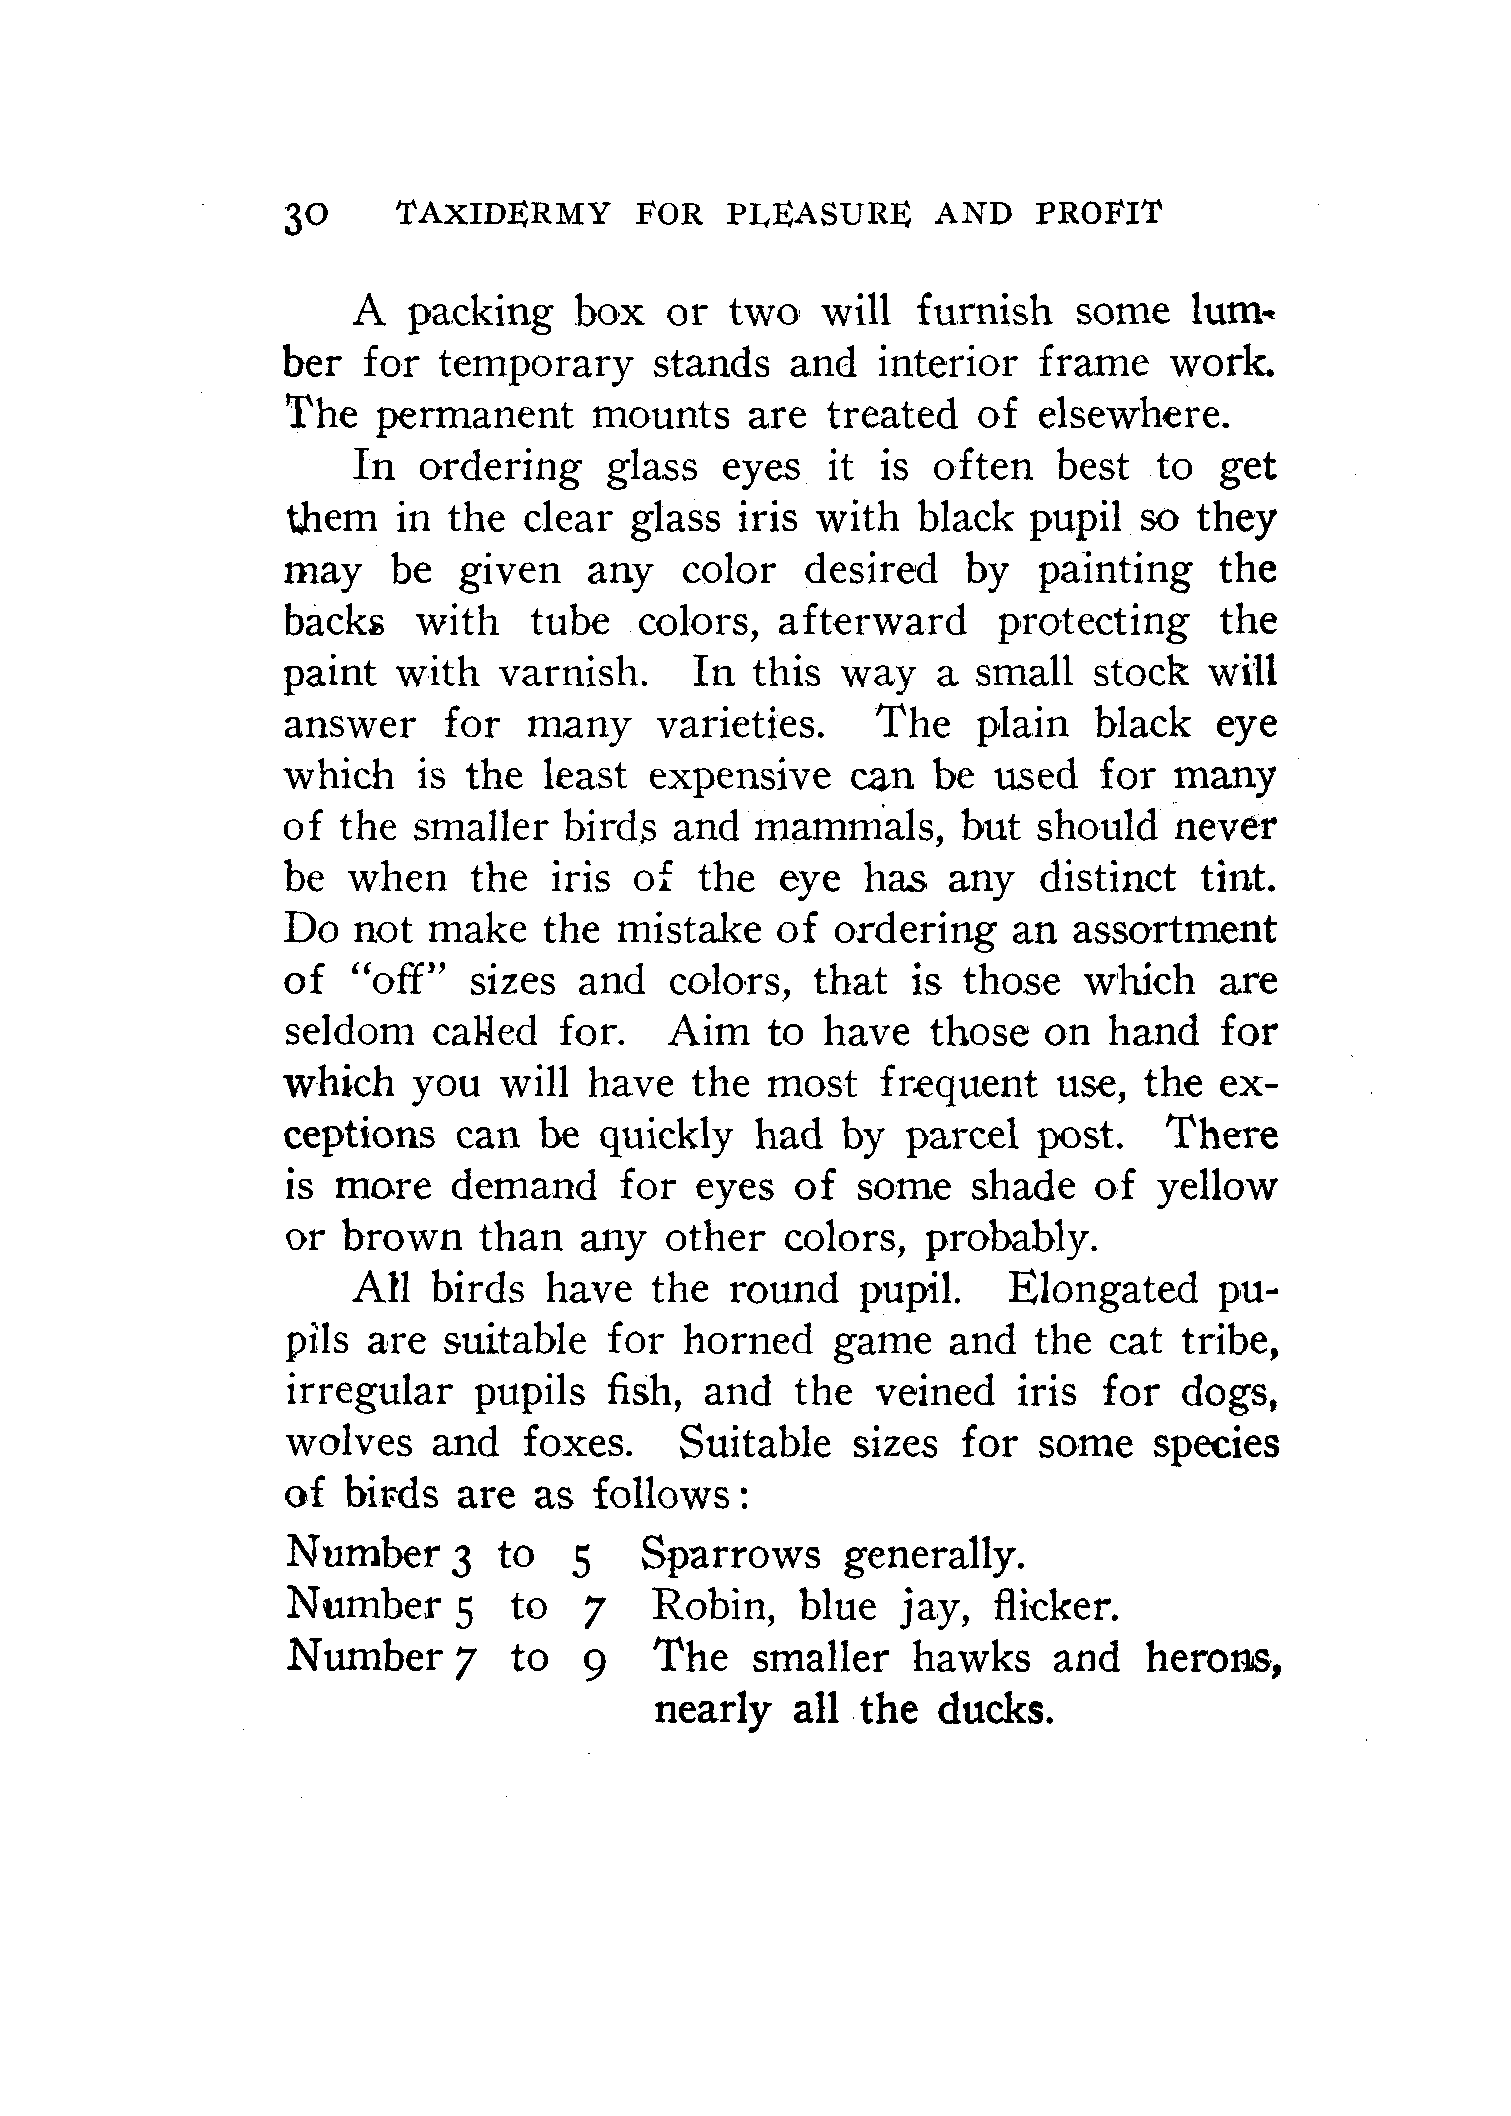 30 TAXIDERMY FOR PLEASURE AND PROFIT
A packing box or two will furnish some lum-
ber for temporary stands and interior frame work.
The permanent mounts are treated of elsewhere.
In ordering glass eyes it is often best to get
them in the clear glass iris with black pupil so they
may be given any color desired by painting the
backs with tube colors, afterward protecting the
paint with varnish. In this way a small stock will
answer for many varieties. The plain black eye
which is the least expensive can be used for many
of the smaller birds and mammals, but should never
be when the iris of the eye has any distinct tint.
Do not make the mistake of ordering an assortment
of “off” sizes and colors, that is those which are
seldom called for. Aim to have those on hand for
which you will have the most frequent use, the ex-
ceptions can be quickly had by parcel post. There
is more demand for eyes of some shade of yellow
or brown than any other colors, probably.
All birds have the round pupil. Elongated pu-
pils are suitable for horned game and the cat tribe,
irregular pupils fish, and the veined iris for dogs,
wolves and foxes. Suitable sizes for some species
of birds are as follows:
Number 3 to 5 Sparrows generally.
Number 5 to 7 Robin, blue jay, flicker.
Number 7 to 9 The smaller hawks and herons,
nearly all the ducks.